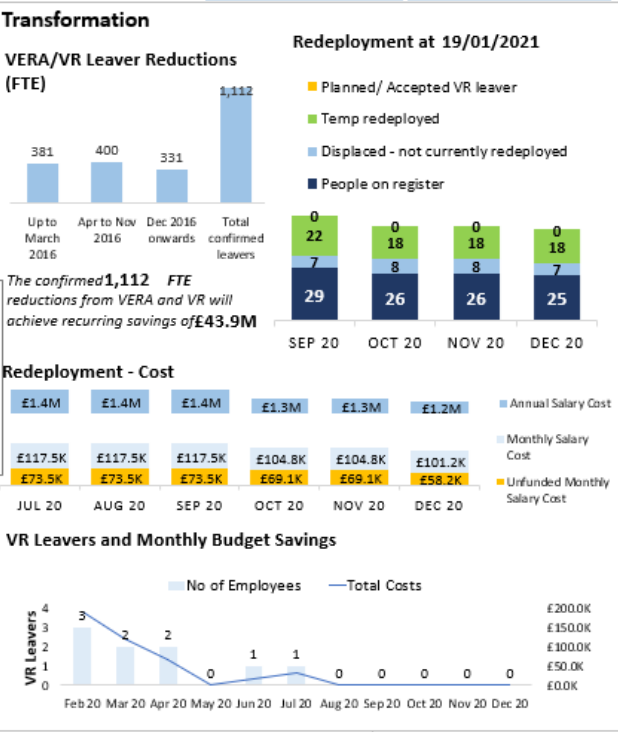 Transformation
VERA/VR Leaver Reductions
(FTE)
1,112
381
400
331
Up to
March
2016
Apr to Nov
2016
Dec 2016
onwards
Total
confirmed
leavers
The confirmed 1,112 FTE
reductions from VERA and VR will
achieve recurring savings of £43.9M
Redeployment at 19/01/2021
Planned/ Accepted VR leaver
Temp redeployed
Displaced - not currently redeployed
People on register
0 0 0 0
22 18 18 18
7 8 8 7
29 26 26 25
SEP 20 OCT 20 NOV 20 DEC 20
Redeployment - Cost
£1.4M £1.4M £1.4M £1.3M £1.3M £1.2M
£117.5K £117.5K £117.5K £104.8K £104.8K £101.2K
£73.5K £73.5K £73.5K £69.1K £69.1K £58.2K
JUL 20 AUG 20 SEP 20 OCT 20 NOV 20 DEC 20
Annual Salary Cost
Monthly Salary
Cost
Unfunded Monthly
Salary Cost
VR Leavers and Monthly Budget Savings
No of Employees Total Costs
VR Leavers
4
3
2
1
0
3 2 2 0 1 1 0 0 0 0 0
£200.0K
£150.0K
£100.0K
£50.0K
£0.0K
Feb 20 Mar 20 Apr 20 May 20 Jun 20 Jul 20 Aug 20 Sep 20 Oct 20 Nov 20 Dec 20